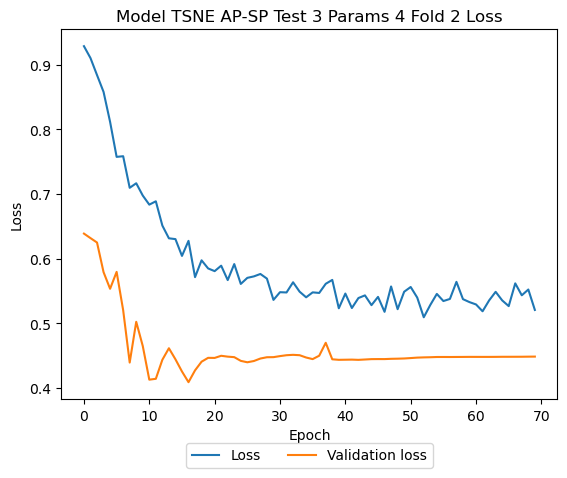 Model TSNE AP-SP Test 3 Params 4 Fold 2 Loss
0.9
0.8
0.7
0.6
0.5
0.4
Loss
0 10 20 30 40 50 60 70
Epoch
Loss Validation loss